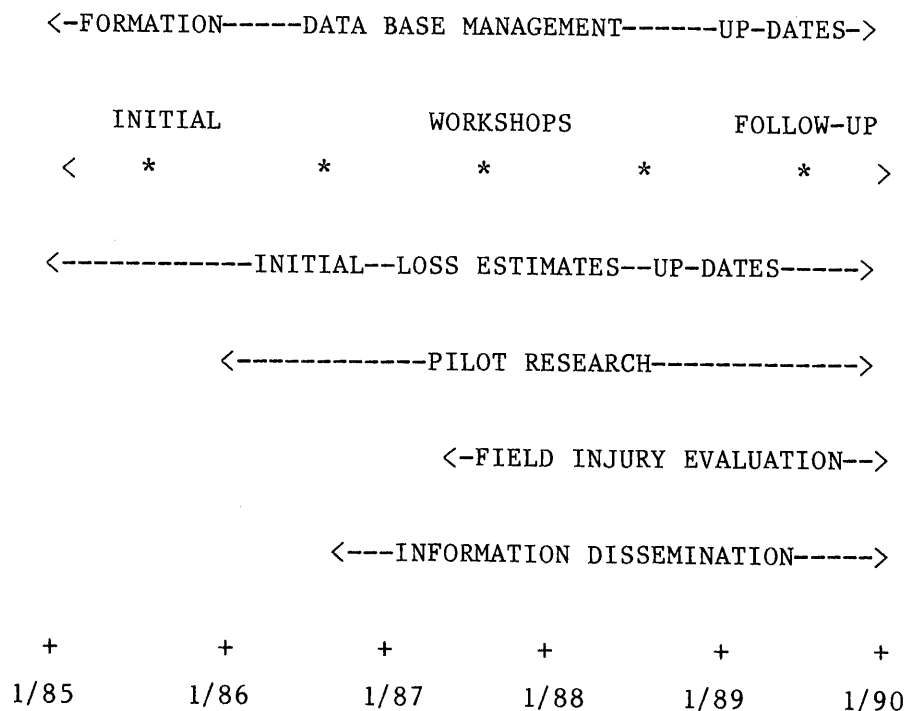 <-FORMATION-----DATA BASE MANAGEMENT------UP-DATES->
INITIAL WORKSHOPS FOLLOW-UP
< * * * * * >
<-------------INITIAL--LOSS ESTIMATES--UP-DATES----->
<------------PILOT RESEARCH------------->
<-FIELD INJURY EVALUATION-->
<---INFORMATION DISSEMINATION----->
+ + + + + +
1/85 1/86 1/87 1/88 1/89 1/90